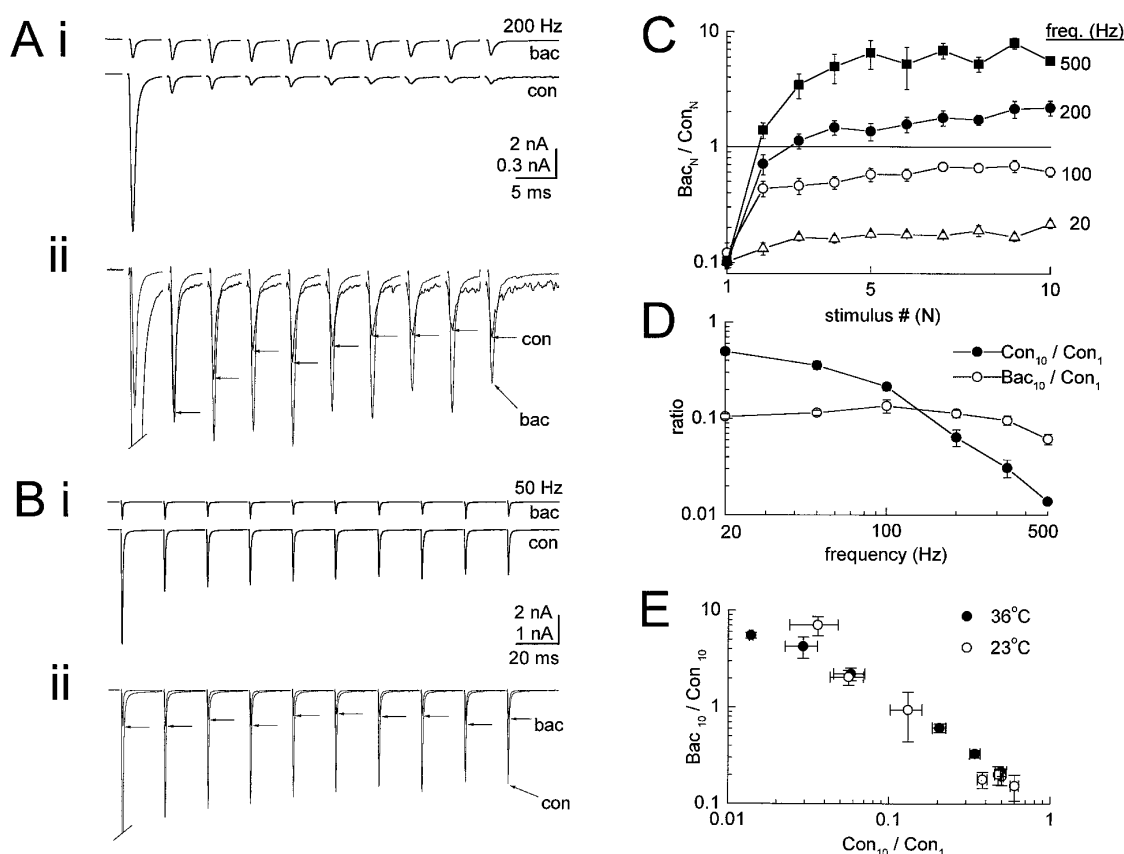 A i
200 Hz
bac
con
2 nA
0.3 nA
5 ms
ii
con
bac
B i
50 Hz
bac
con
2 nA
1 nA
20 ms
ii
bac
con
C
freq. (Hz)
10
1
0.1
500
200
100
20
1
5
10
stimulus # (N)
Bac_N / Con_N
D
Con₁₀ / Con₁
Bac₁₀ / Con₁
1
0.1
0.01
ratio
20
100
500
frequency (Hz)
E
36°C
23°C
10
1
0.1
Bac₁₀ / Con₁₀
0.01
0.1
1
Con₁₀ / Con₁